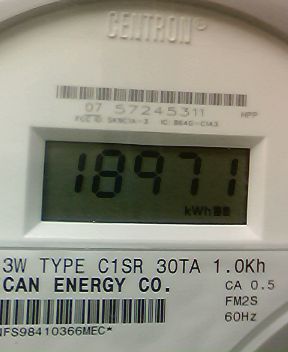 CENTRON®
07 57245311 HPP
18971
kWh
3W TYPE C1SR 30TA 1.0Kh
CAN ENERGY CO. CA 0.5
FM2S
60Hz
NFS98410366MEC*